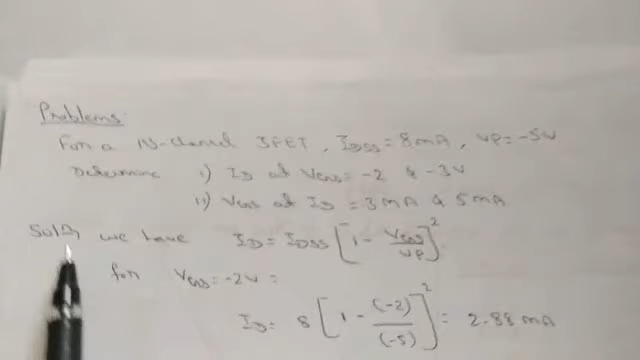 Problems:
For a N-channel JFET, IDSS = 8mA, VP = -5V
Determine i) ID at VGS = -2 & -3V
ii) VGS at ID = 3mA & 5mA
Soln we have ID = IDSS [1 - VGS/VP]^2
for VGS = -2V =
ID = 8 [1 - (-2)/(-5)]^2 = 2.88 mA